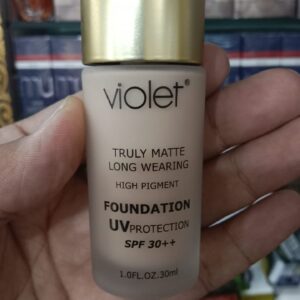 violet®
TRULY MATTE
LONG WEARING
HIGH PIGMENT
FOUNDATION
UV PROTECTION
SPF 30++
1.0FL.OZ.30ml